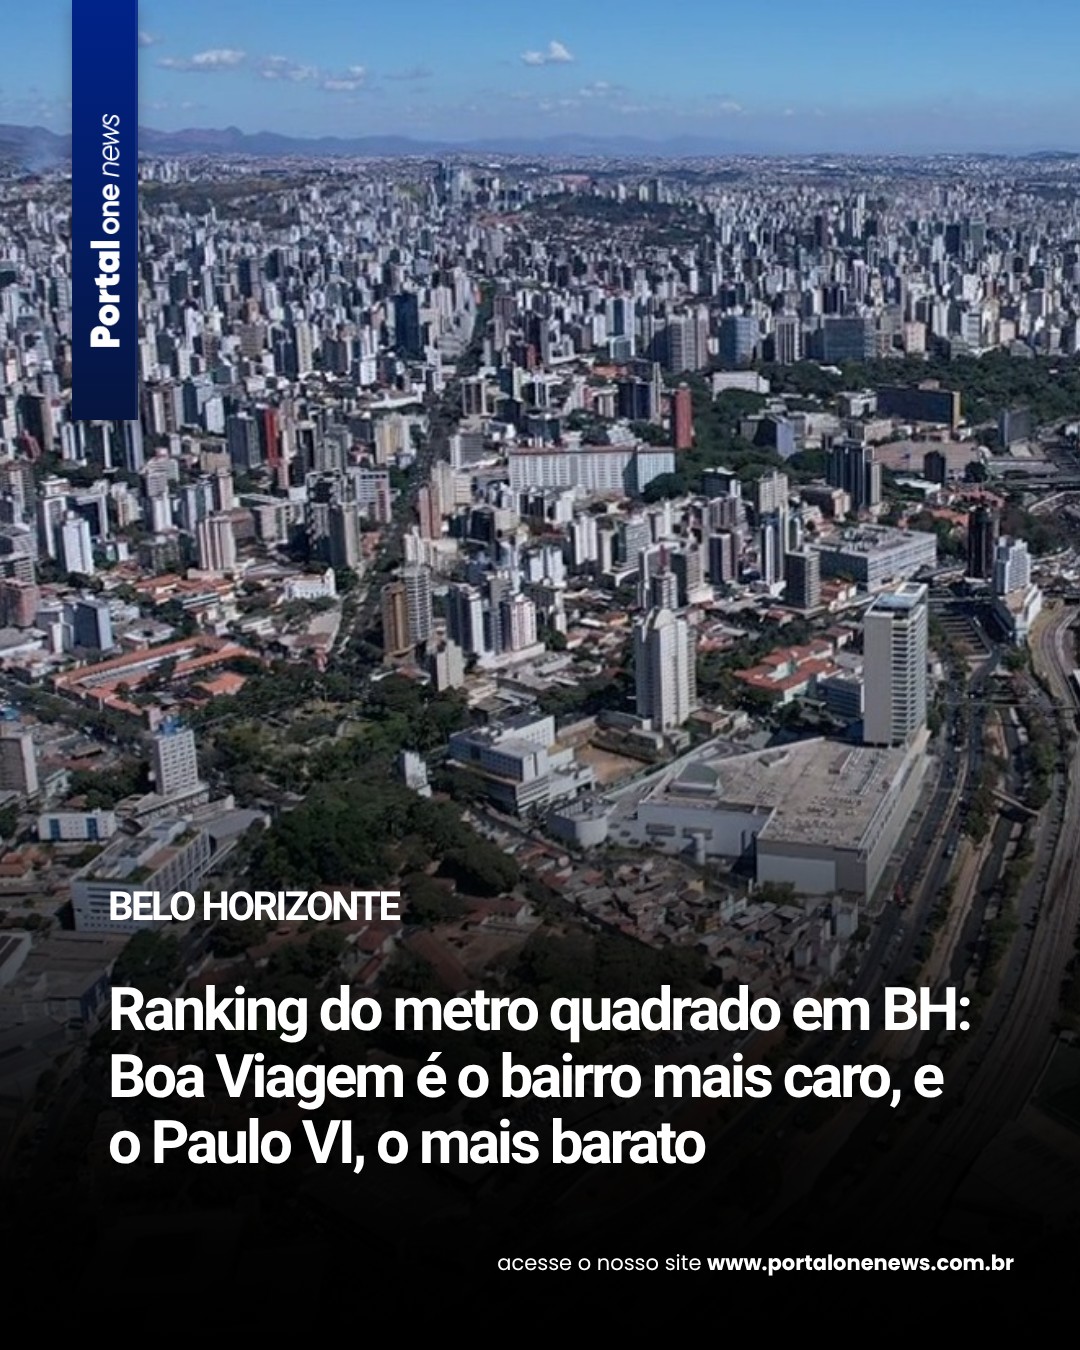 Portal one news
BELO HORIZONTE
Ranking do metro quadrado em BH:
Boa Viagem é o bairro mais caro, e
o Paulo VI, o mais barato
acesse o nosso site www.portalonenews.com.br